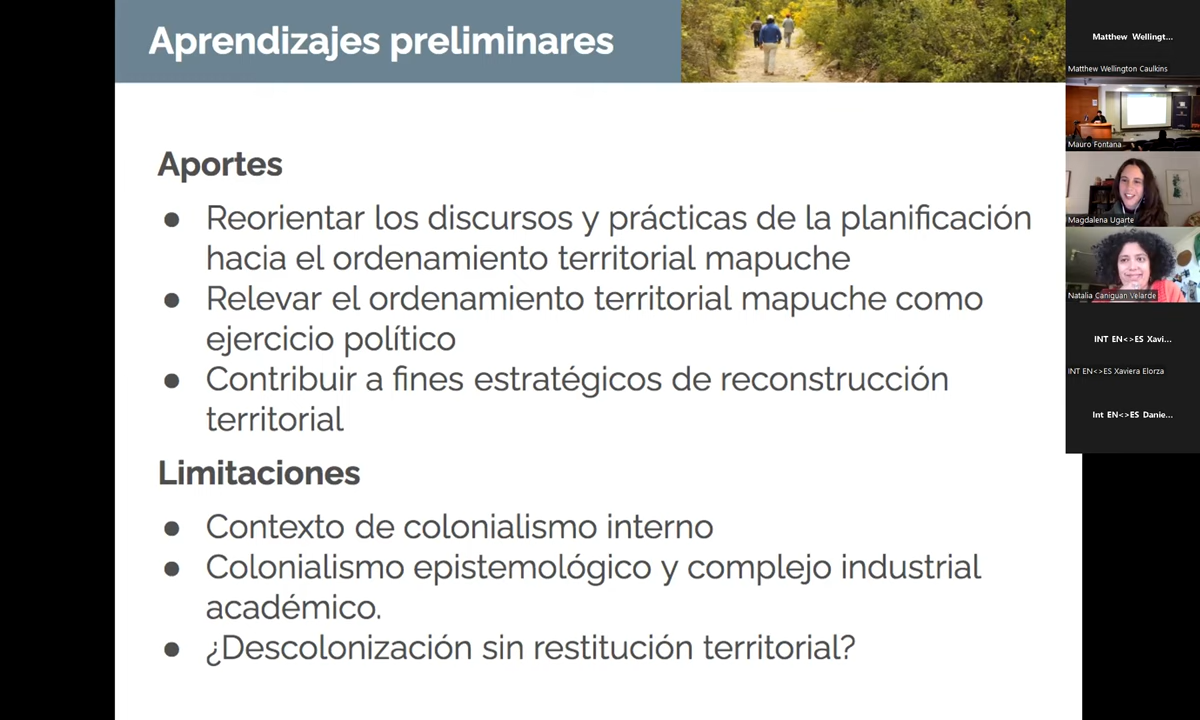 Aprendizajes preliminares
Aportes
● Reorientar los discursos y prácticas de la planificación
hacia el ordenamiento territorial mapuche
● Relevar el ordenamiento territorial mapuche como
ejercicio político
● Contribuir a fines estratégicos de reconstrucción
territorial
Limitaciones
● Contexto de colonialismo interno
● Colonialismo epistemológico y complejo industrial
académico.
● ¿Descolonización sin restitución territorial?
Matthew Wellingt...
Matthew Wellington Caulkins
Mauro Fontana
Magdalena Ugarte
Natalia Caniguan Velarde
INT EN<>ES Xavi...
INT EN<>ES Xaviera Elorza
Int EN<>ES Danie...